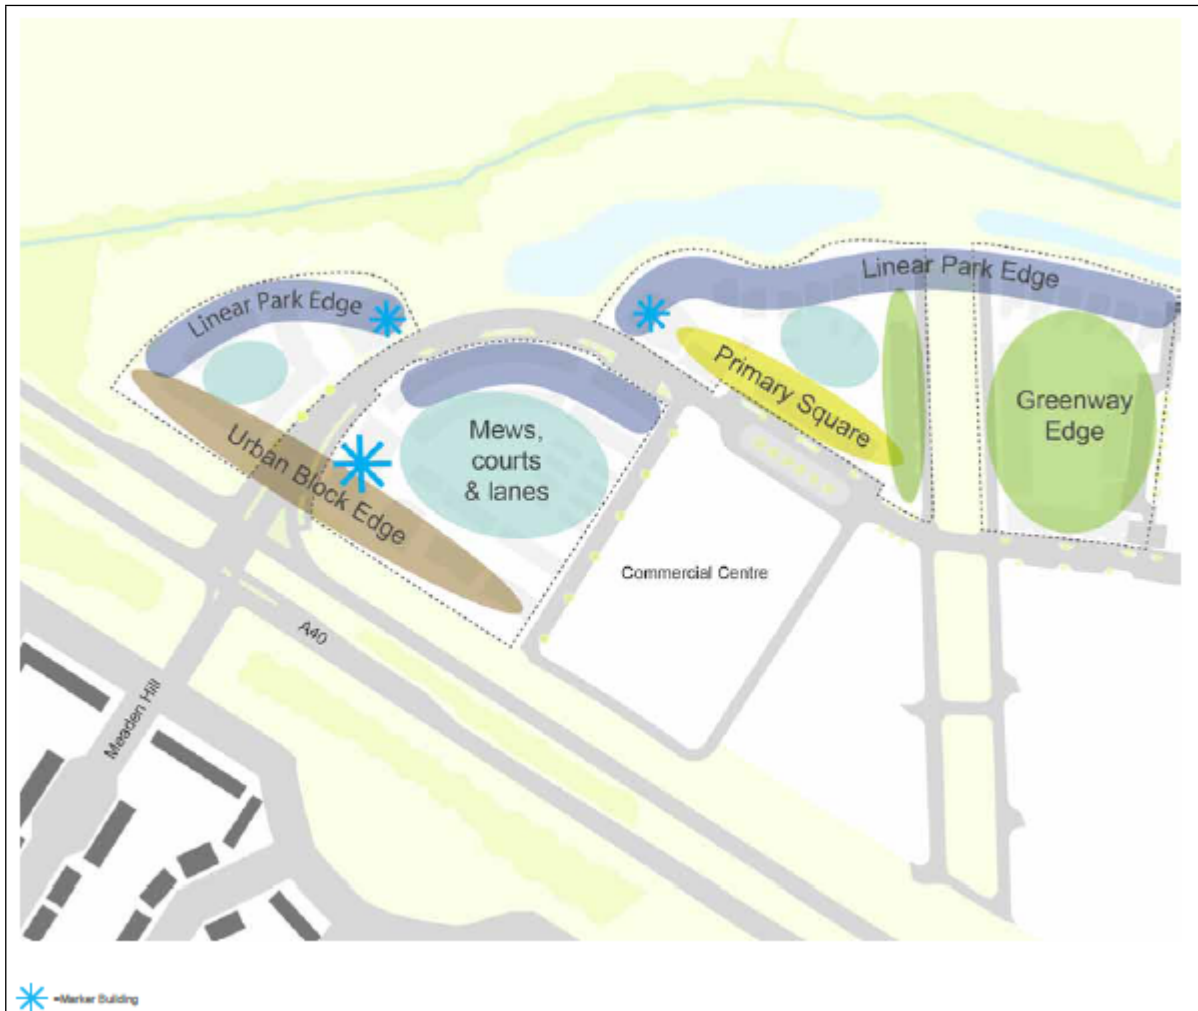 Linear Park Edge
Linear Park Edge
Primary Square
Greenway
Edge
Mews,
courts
& lanes
Urban Block Edge
Commercial Centre
A40
Meaden Hill
=Marker Building